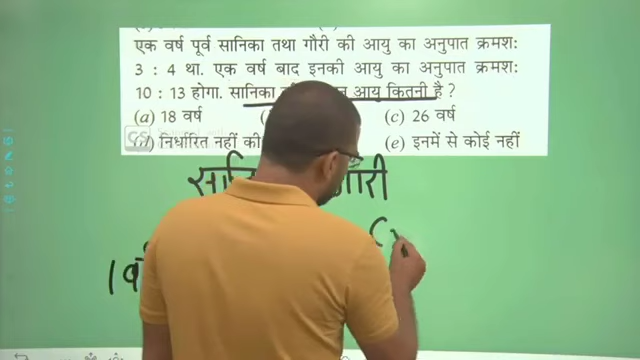 एक वर्ष पूर्व सानिका तथा गौरी की आयु का अनुपात क्रमश:
3 : 4 था. एक वर्ष बाद इनकी आयु का अनुपात क्रमश:
10 : 13 होगा. सानिका आयु कितनी है ?
(a) 18 वर्ष (c) 26 वर्ष
(d) निर्धारित नहीं की (e) इनमें से कोई नहीं
1